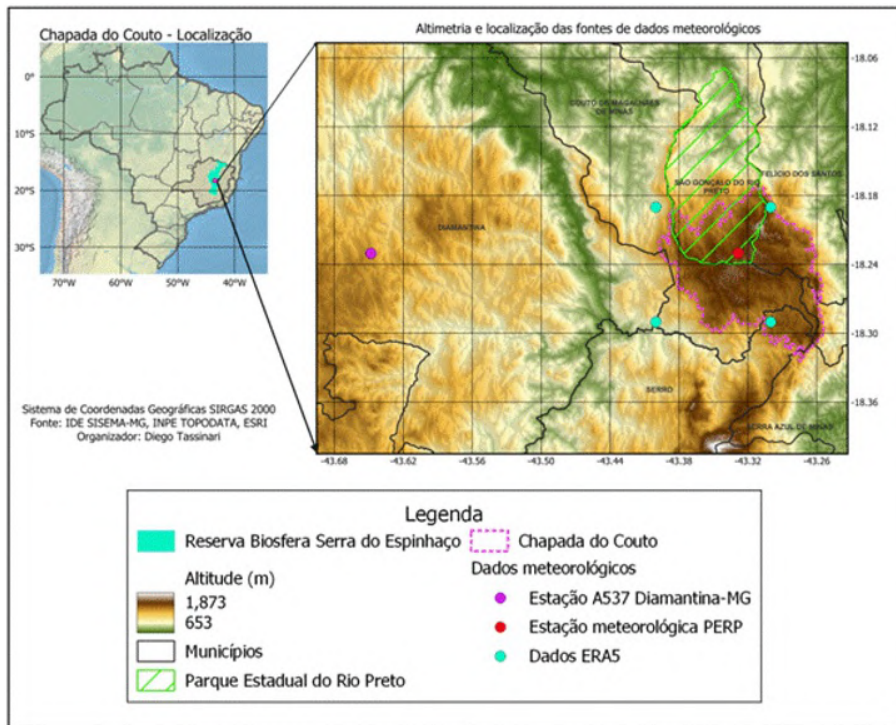 Chapada do Couto - Localização
Altimetria e localização das fontes de dados meteorológicos
0°
10°S
20°S
30°S
70°W
60°W
50°W
40°W
-18.06
-18.12
-18.18
-18.24
-18.30
-18.36
-43.68
-43.62
-43.56
-43.50
-43.44
-43.38
-43.32
-43.26
COUTO DE MAGALHÃES
DE MINAS
SÃO GONÇALO DO RIO
PRETO
FELÍCIO DOS SANTOS
DIAMANTINA
SERRO
SERRA AZUL DE MINAS
Sistema de Coordenadas Geográficas SIRGAS 2000
Fonte: IDE SISEMA-MG, INPE TOPODATA, ESRI
Organizador: Diego Tassinari
Legenda
Reserva Biosfera Serra do Espinhaço
Altitude (m)
1,873
653
Municípios
Parque Estadual do Rio Preto
Chapada do Couto
Dados meteorológicos
Estação A537 Diamantina-MG
Estação meteorológica PERP
Dados ERA5